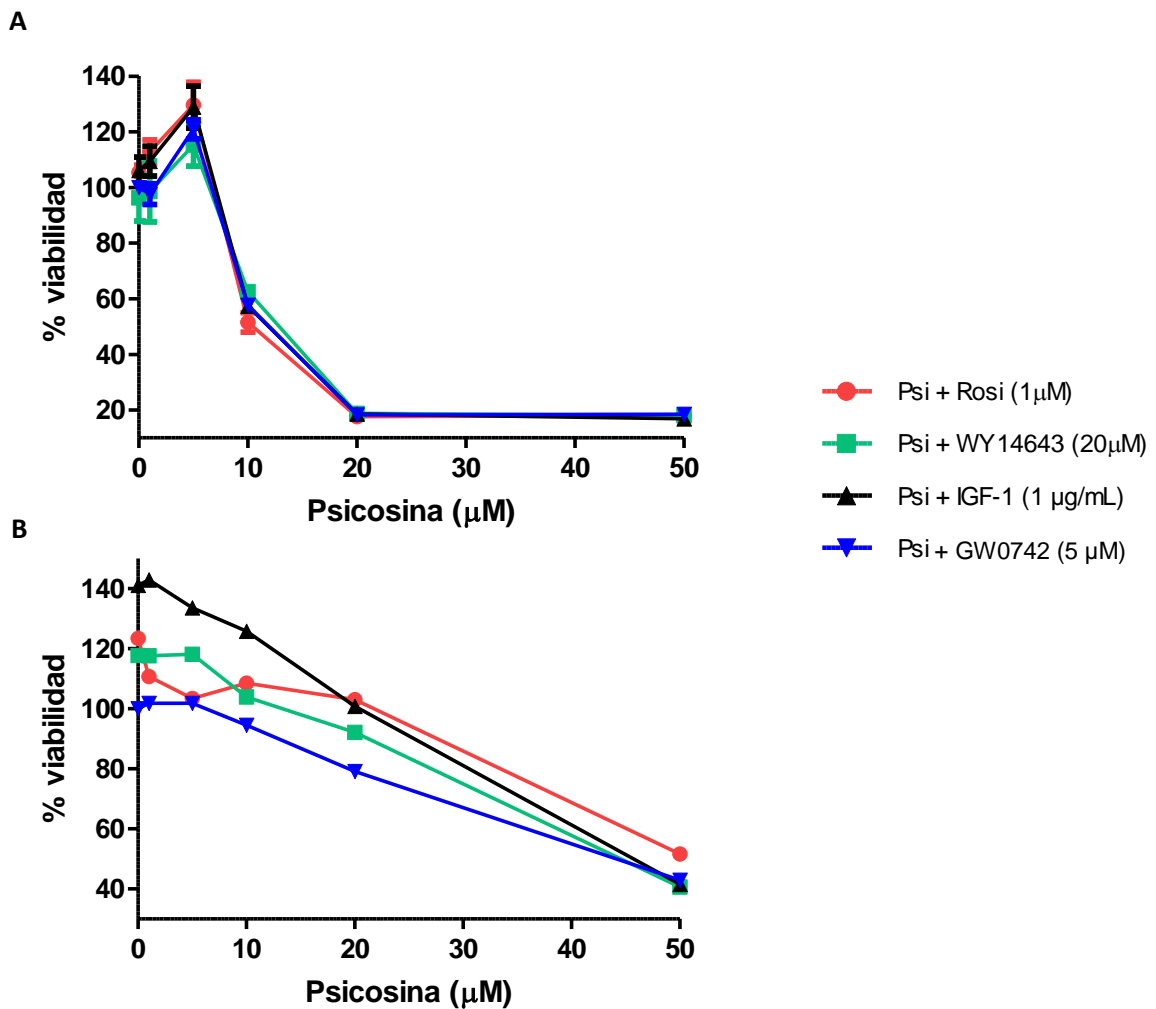 A
140
120
100
80
60
40
20
% viabilidad
0 10 20 30 40 50
Psicosina (μM)
Psi + Rosi (1μM)
Psi + WY14643 (20μM)
Psi + IGF-1 (1 μg/mL)
Psi + GW0742 (5 μM)
B
140
120
100
80
60
40
% viabilidad
0 10 20 30 40 50
Psicosina (μM)